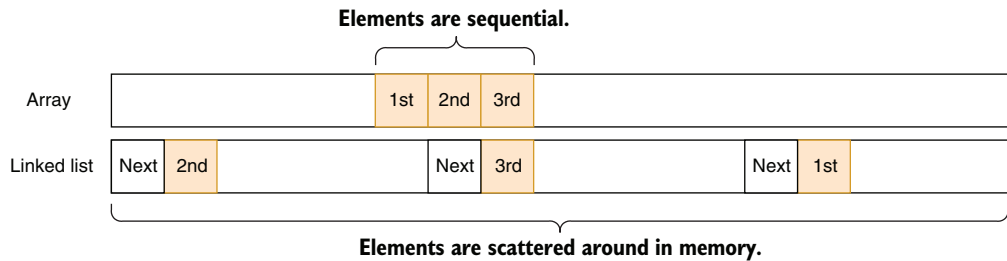 Elements are sequential.
Array 1st 2nd 3rd
Linked list Next 2nd Next 3rd Next 1st
Elements are scattered around in memory.